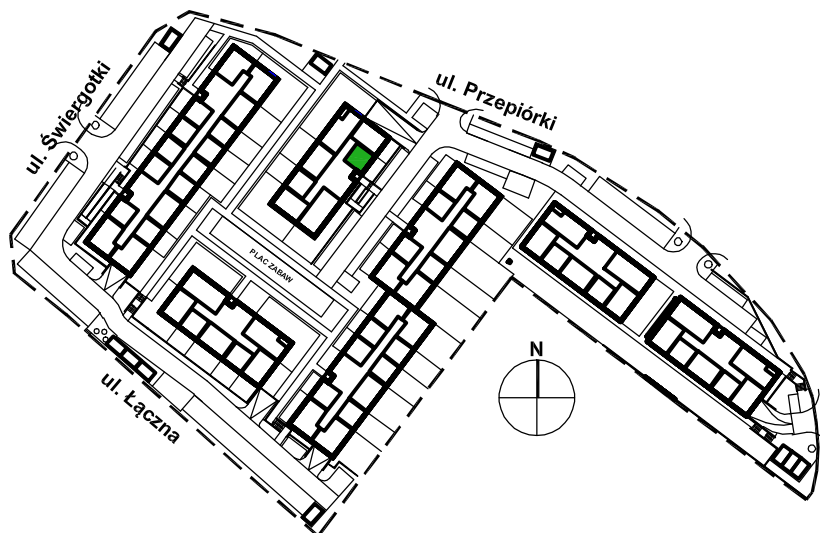 ul. Świergotki
ul. Przepiórki
PLAC ZABAW
N
ul. Łączna